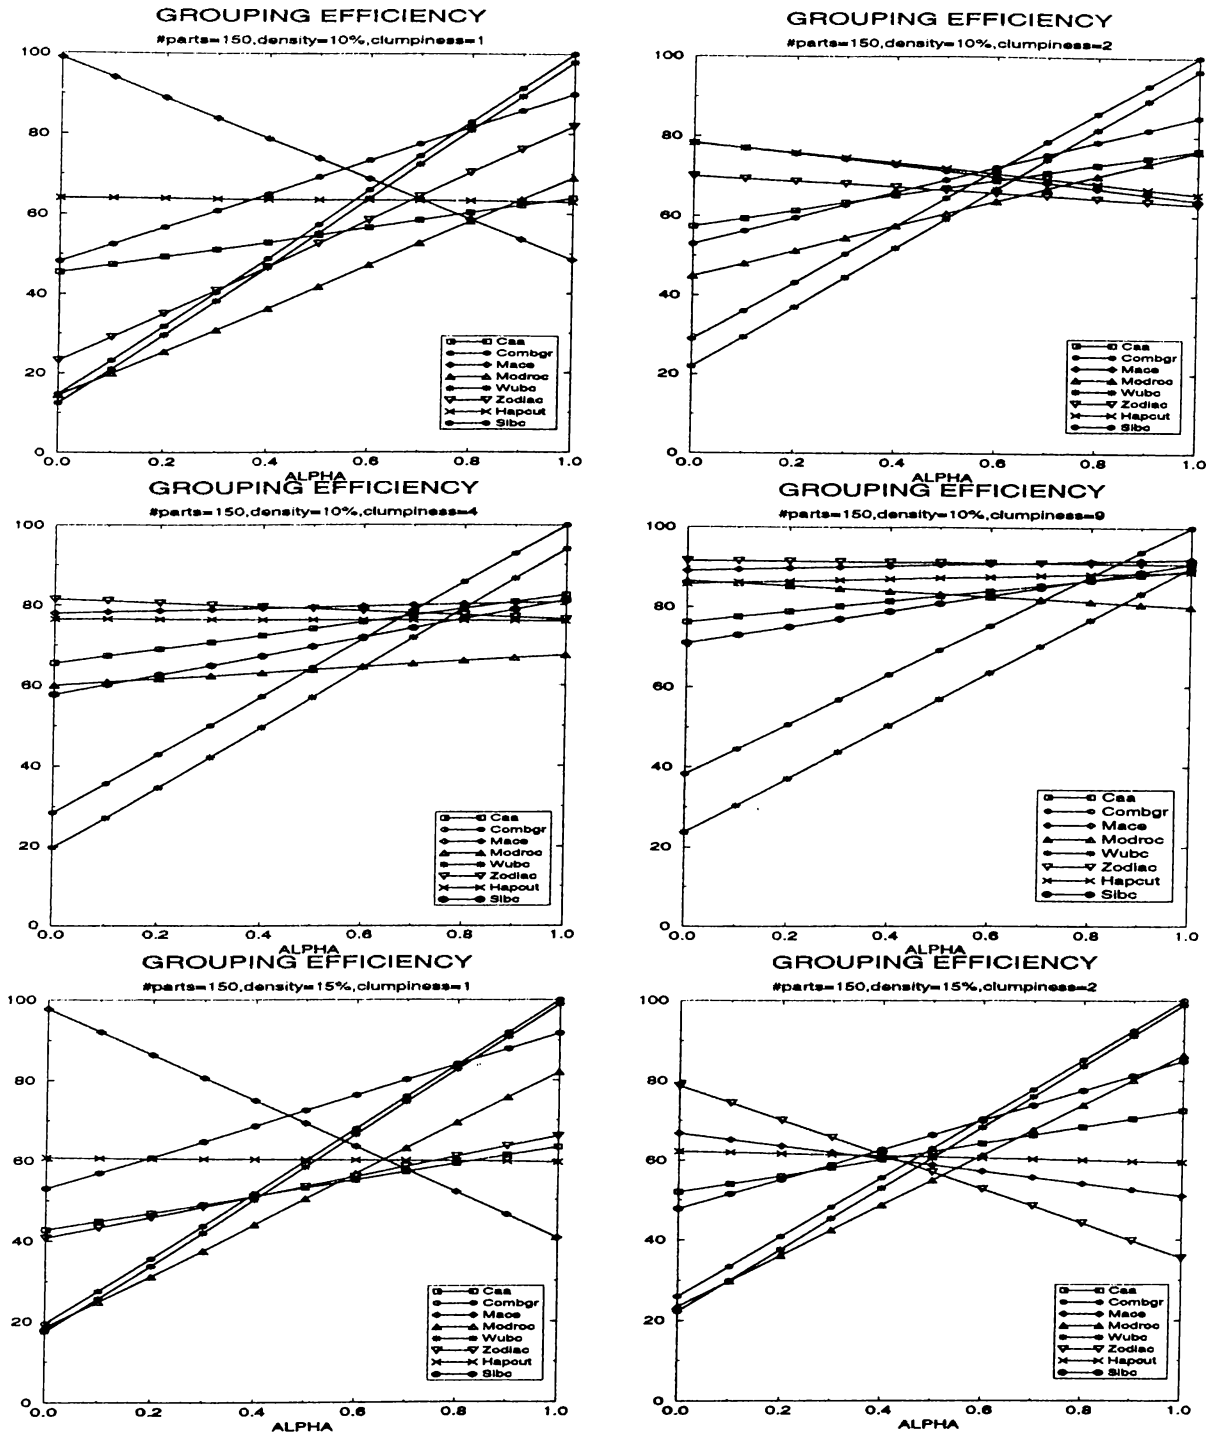 GROUPING EFFICIENCY
#parts=150,density=10%,clumpiness=1
100
80
60
40
20
0
0.0 0.2 0.4 0.6 0.8 1.0
ALPHA
Caa
Combgr
Mace
Modroc
Wubc
Zodiac
Hapcut
Slbc
GROUPING EFFICIENCY
#parts=150,density=10%,clumpiness=2
100
80
60
40
20
0
0.0 0.2 0.4 0.6 0.8 1.0
ALPHA
Caa
Combgr
Mace
Modroc
Wubc
Zodiac
Hapcut
Slbc
GROUPING EFFICIENCY
#parts=150,density=10%,clumpiness=4
100
80
60
40
20
0
0.0 0.2 0.4 0.6 0.8 1.0
ALPHA
Caa
Combgr
Mace
Modroc
Wubc
Zodiac
Hapcut
Slbc
GROUPING EFFICIENCY
#parts=150,density=10%,clumpiness=9
100
80
60
40
20
0
0.0 0.2 0.4 0.6 0.8 1.0
ALPHA
Caa
Combgr
Mace
Modroc
Wubc
Zodiac
Hapcut
Slbc
GROUPING EFFICIENCY
#parts=150,density=15%,clumpiness=1
100
80
60
40
20
0
0.0 0.2 0.4 0.6 0.8 1.0
ALPHA
Caa
Combgr
Mace
Modroc
Wubc
Zodiac
Hapcut
Slbc
GROUPING EFFICIENCY
#parts=150,density=15%,clumpiness=2
100
80
60
40
20
0
0.0 0.2 0.4 0.6 0.8 1.0
ALPHA
Caa
Combgr
Mace
Modroc
Wubc
Zodiac
Hapcut
Slbc